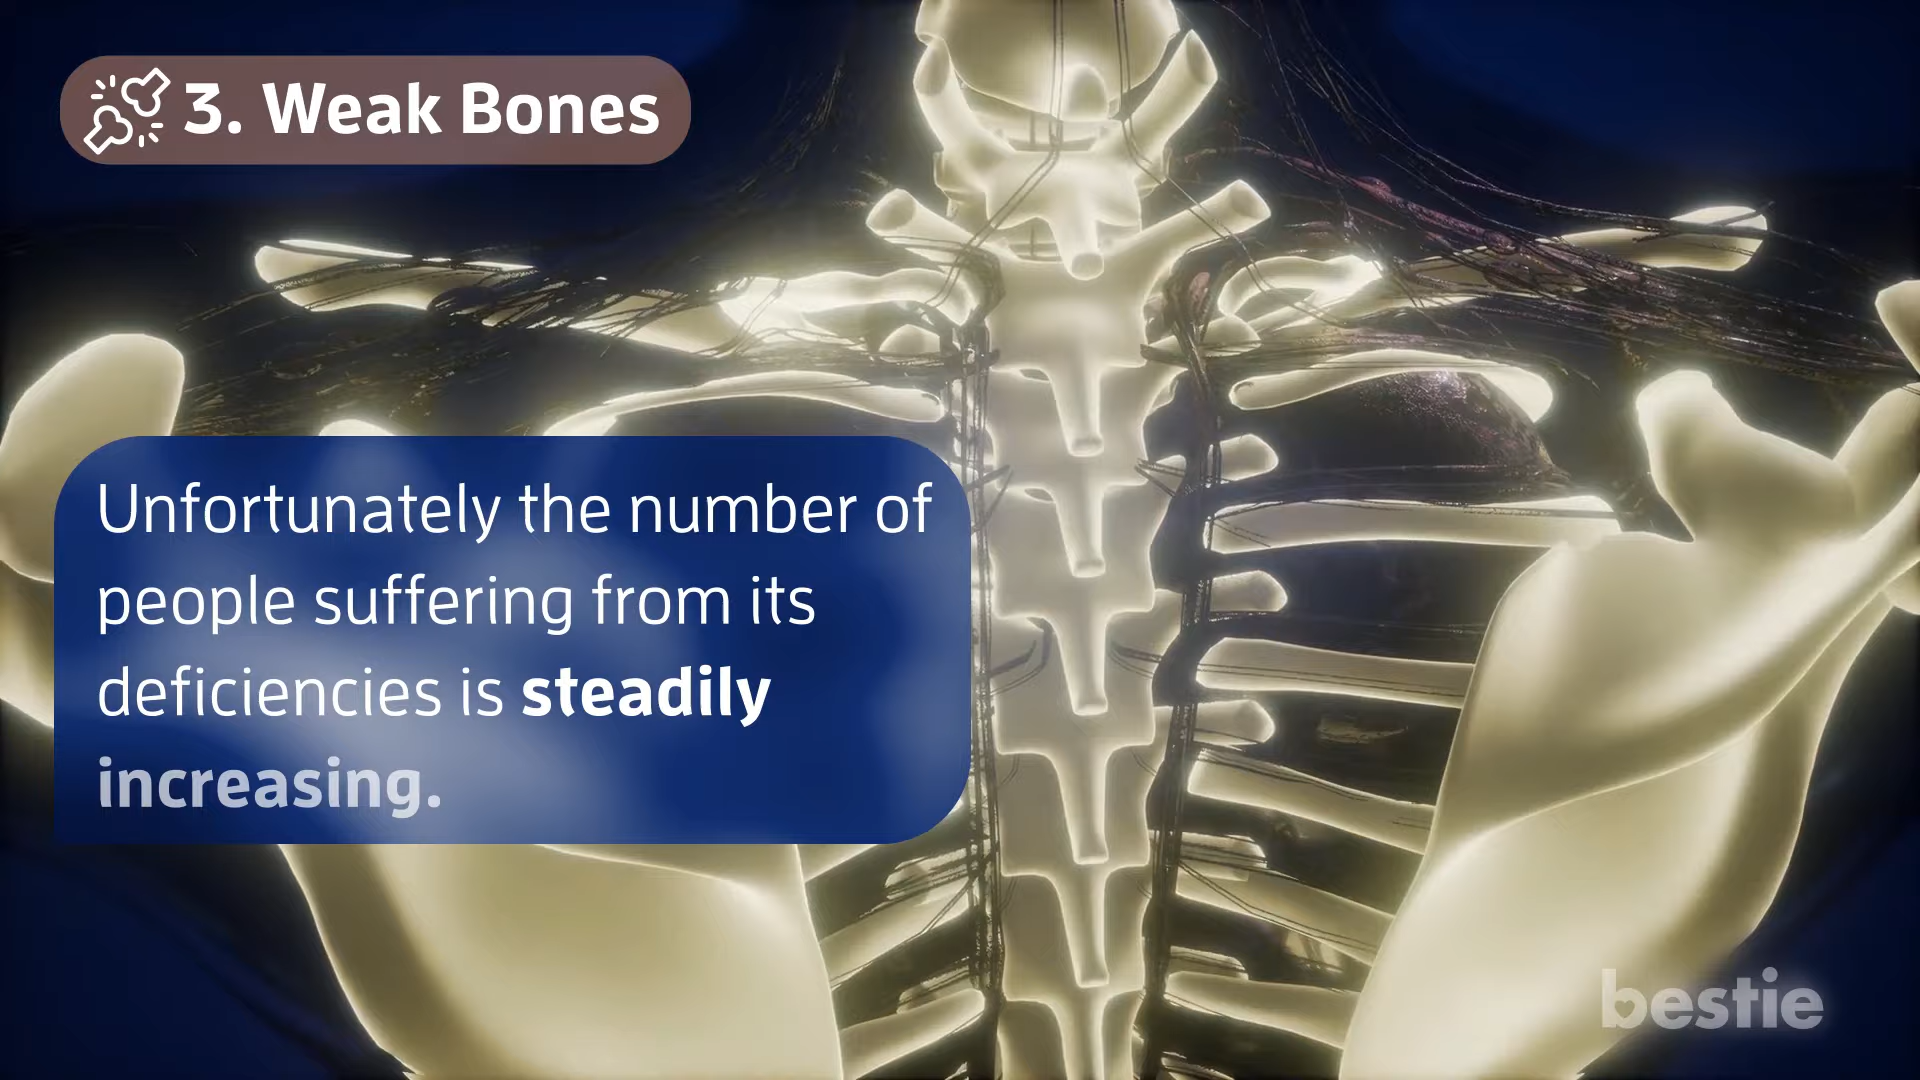 3. Weak Bones
Unfortunately the number of
people suffering from its
deficiencies is steadily
increasing.
bestie